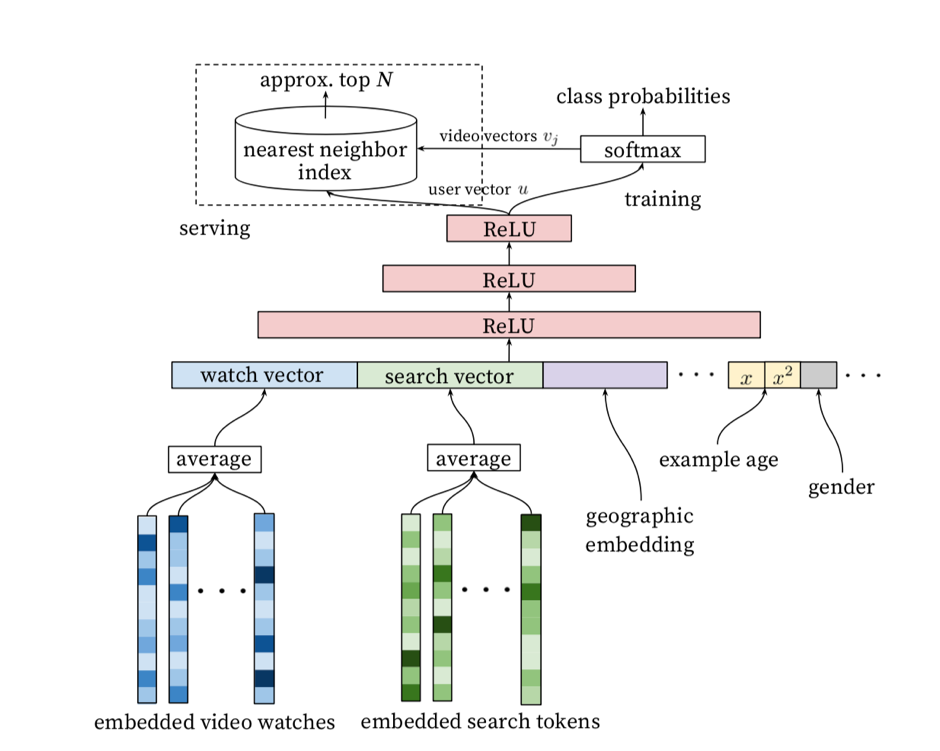 approx. top N
class probabilities
video vectors v_j
nearest neighbor
index
softmax
user vector u
training
serving
ReLU
ReLU
ReLU
watch vector
search vector
. . .
x
x²
. . .
average
average
example age
gender
geographic
embedding
. . .
. . .
embedded video watches
embedded search tokens